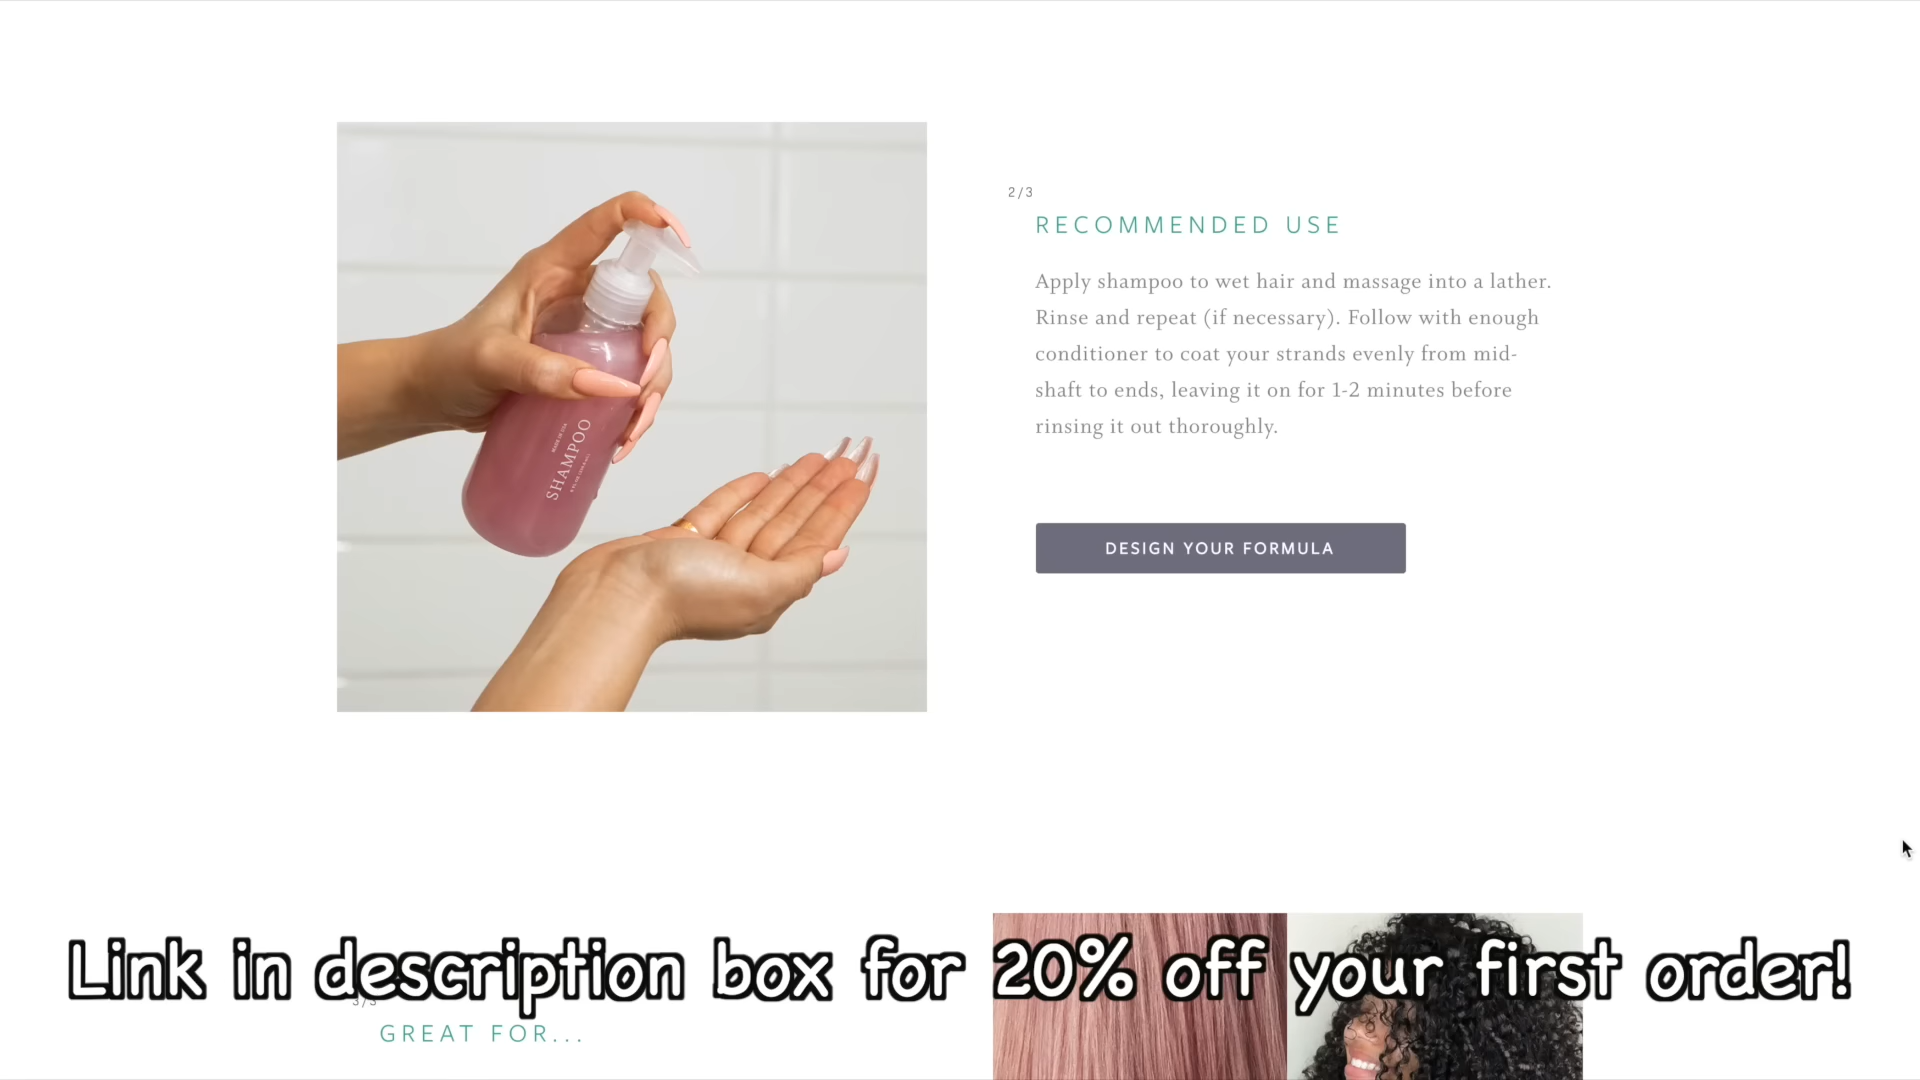 2/3
RECOMMENDED USE
Apply shampoo to wet hair and massage into a lather.
Rinse and repeat (if necessary). Follow with enough
conditioner to coat your strands evenly from mid-
shaft to ends, leaving it on for 1-2 minutes before
rinsing it out thoroughly.
DESIGN YOUR FORMULA
SHAMPOO
Link in description box for 20% off your first order!
3/3
GREAT FOR...